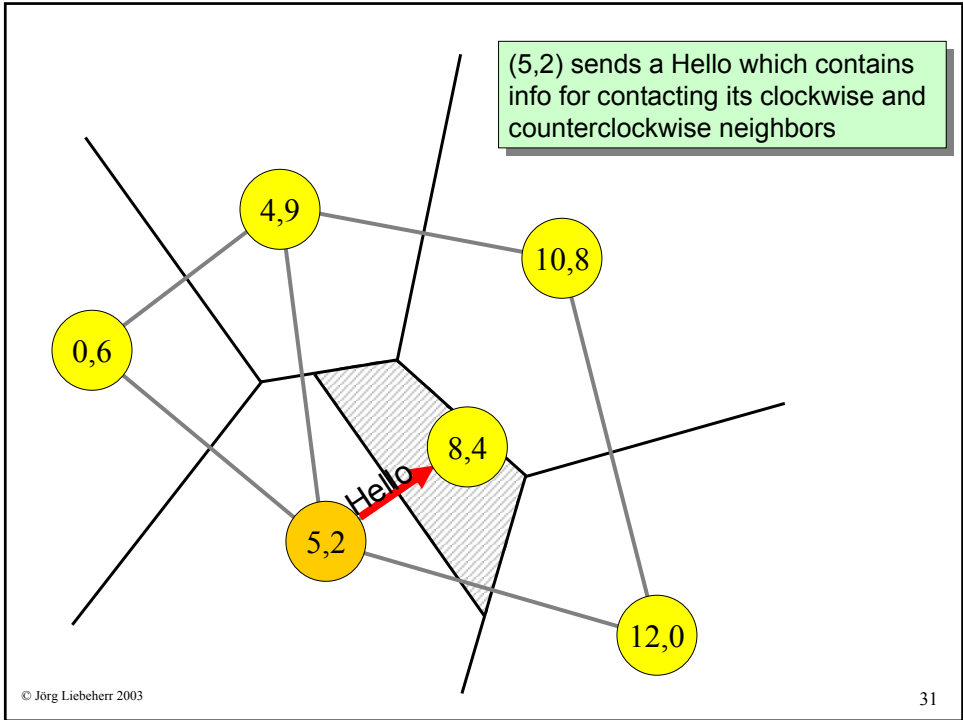 (5,2) sends a Hello which contains
info for contacting its clockwise and
counterclockwise neighbors
4,9
10,8
0,6
8,4
Hello
5,2
12,0
© Jörg Liebeherr 2003
31